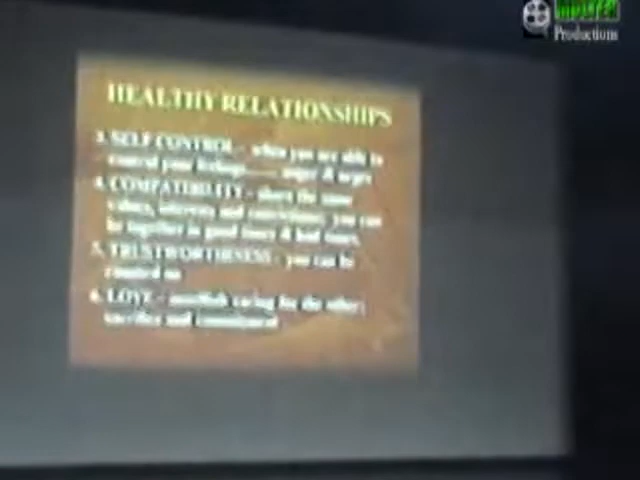 Productions
HEALTHY RELATIONSHIPS
3. SELF CONTROL - when you are able to
control your feelings anger & urges
4. COMPATIBILITY - share the same
values, interests and convictions; you can
be together in good times & bad times.
5. TRUSTWORTHINESS - you can be
counted on
6. LOVE - unselfish caring for the other;
sacrifice and commitment